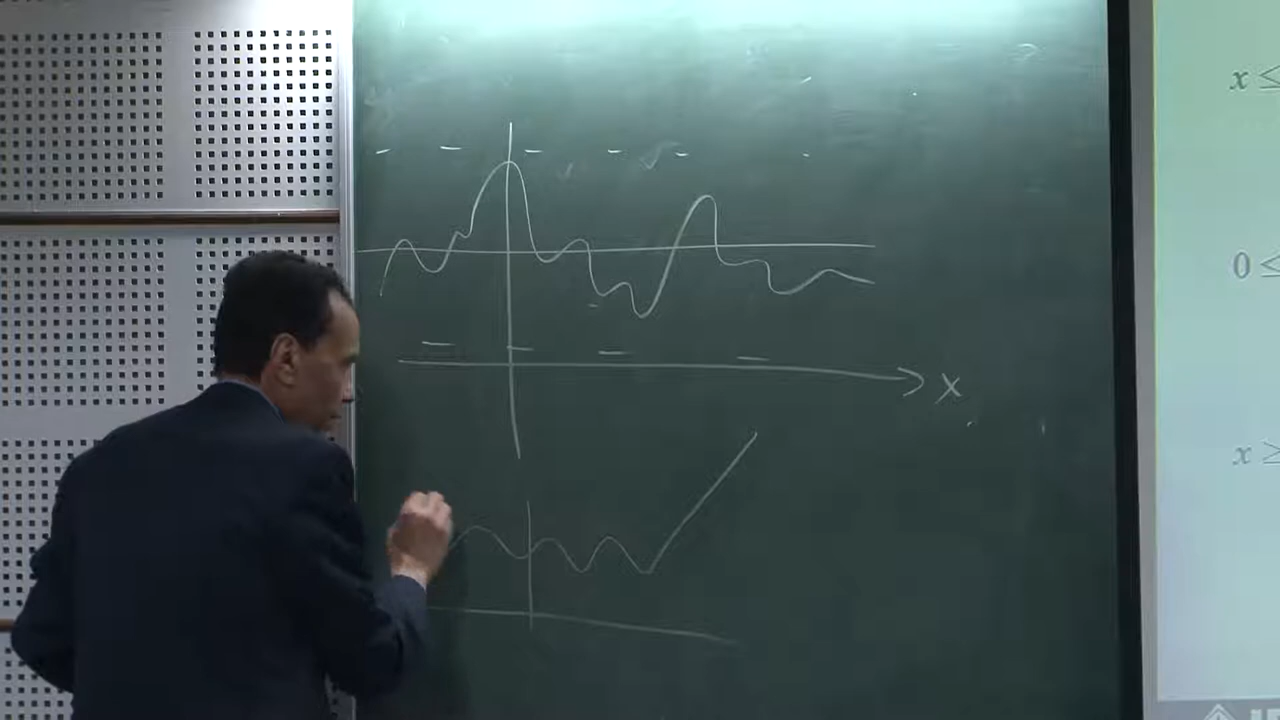 x ≤
0 ≤
x
x ≥